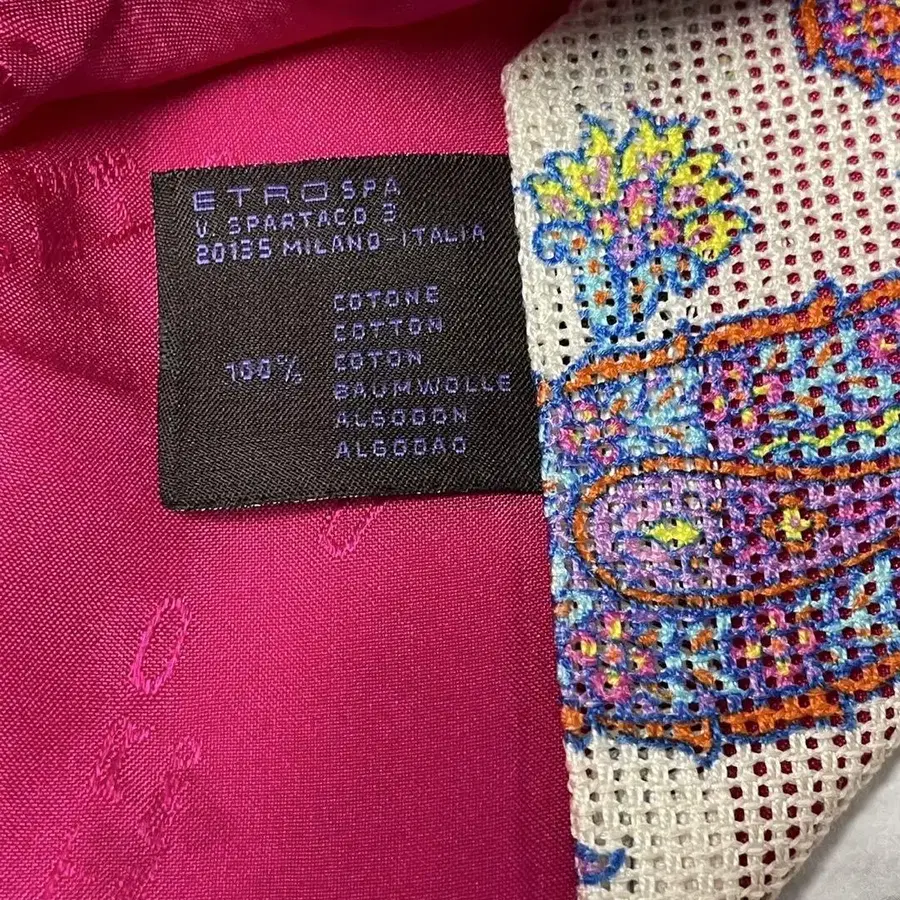 ETRO SPA
V. SPARTACO 3
20135 MILANO-ITALIA
COTONE
COTTON
100% COTON
BAUMWOLLE
ALGODON
ALGODAO